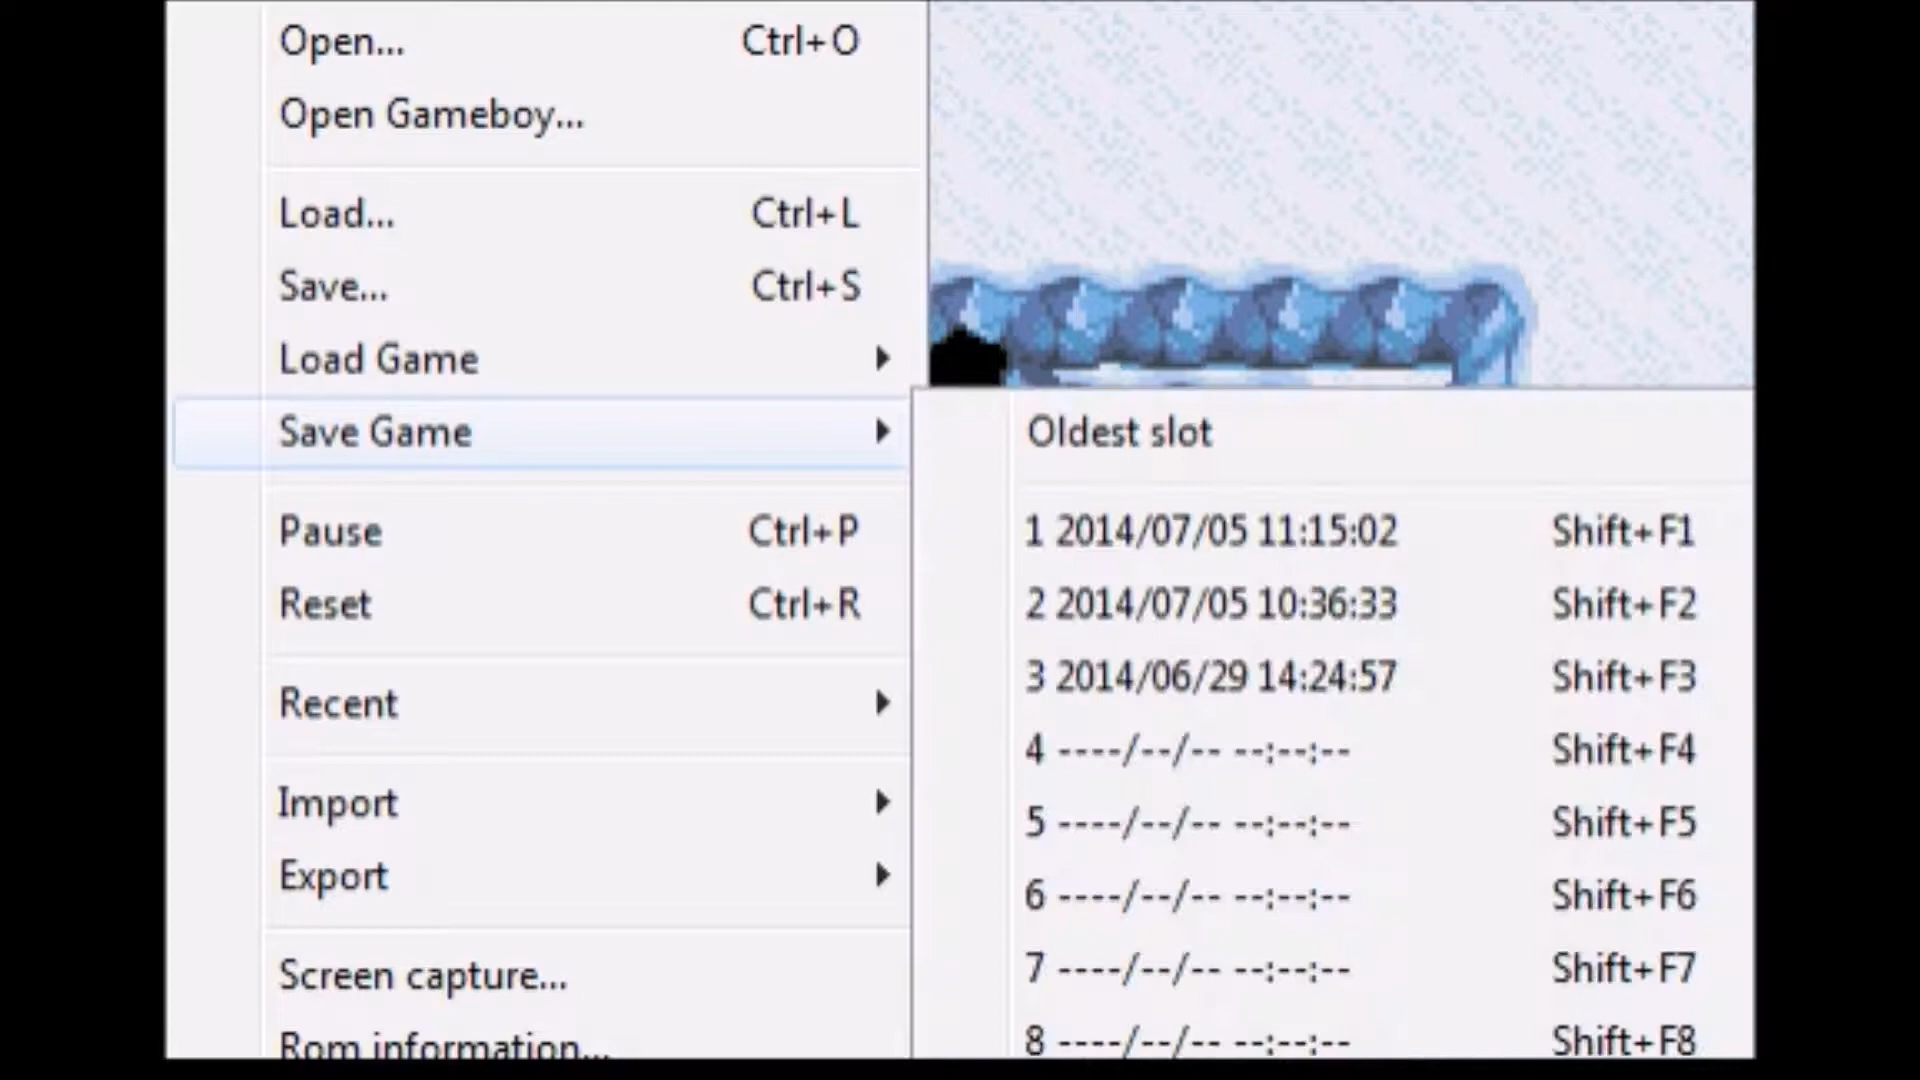 Open... Ctrl+O
Open Gameboy...
Load... Ctrl+L
Save... Ctrl+S
Load Game
Save Game
Pause Ctrl+P
Reset Ctrl+R
Recent
Import
Export
Screen capture...
Rom information...
Oldest slot
1 2014/07/05 11:15:02 Shift+F1
2 2014/07/05 10:36:33 Shift+F2
3 2014/06/29 14:24:57 Shift+F3
4 ----/--/-- --:--:-- Shift+F4
5 ----/--/-- --:--:-- Shift+F5
6 ----/--/-- --:--:-- Shift+F6
7 ----/--/-- --:--:-- Shift+F7
8 ----/--/-- --:--:-- Shift+F8